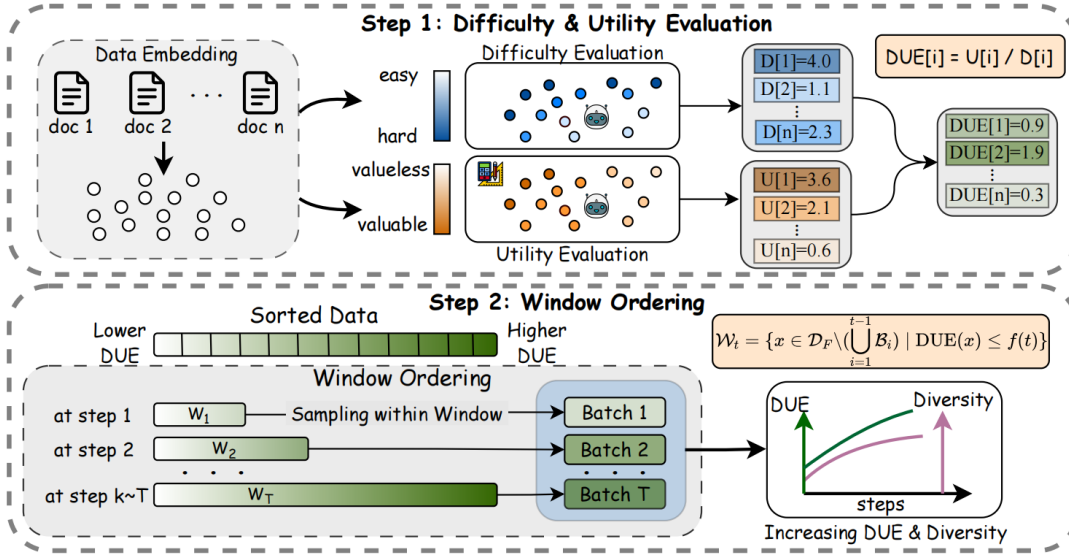 Step 1: Difficulty & Utility Evaluation
Data Embedding
doc 1
doc 2
. . .
doc n
easy
hard
Difficulty Evaluation
valueless
valuable
Utility Evaluation
D[1]=4.0
D[2]=1.1
...
D[n]=2.3
U[1]=3.6
U[2]=2.1
...
U[n]=0.6
DUE[i] = U[i] / D[i]
DUE[1]=0.9
DUE[2]=1.9
...
DUE[n]=0.3
Step 2: Window Ordering
Sorted Data
Lower
DUE
Higher
DUE
Window Ordering
at step 1
W₁
Sampling within Window
Batch 1
at step 2
W₂
Batch 2
. . .
. . .
at step k~T
W_T
Batch T
𝒲ₜ = {x ∈ 𝒟_F\(⋃_{i=1}^{t−1} ℬᵢ) | DUE(x) ≤ f(t)}
DUE
Diversity
steps
Increasing DUE & Diversity